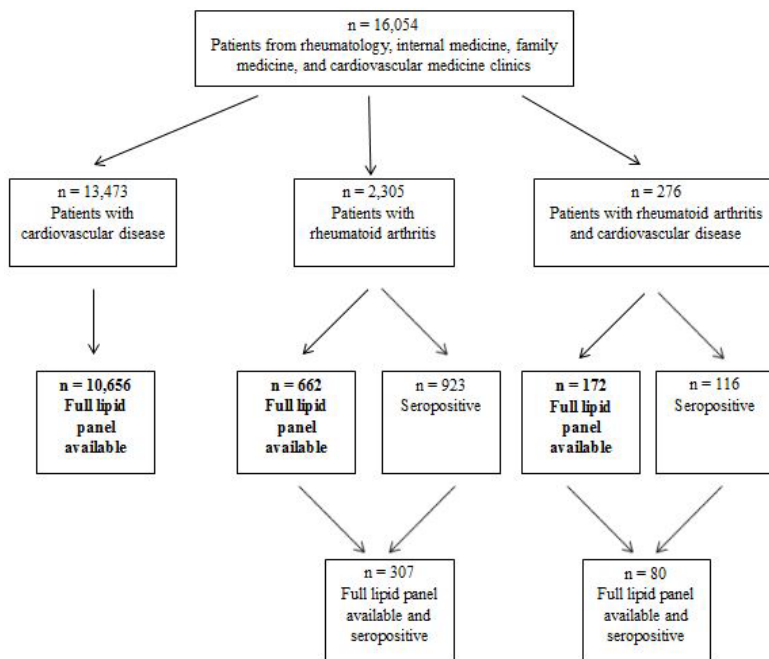 n = 16,054
Patients from rheumatology, internal medicine, family
medicine, and cardiovascular medicine clinics
n = 13,473
Patients with
cardiovascular disease
n = 2,305
Patients with
rheumatoid arthritis
n = 276
Patients with rheumatoid arthritis
and cardiovascular disease
n = 10,656
Full lipid
panel
available
n = 662
Full lipid
panel
available
n = 923
Seropositive
n = 172
Full lipid
panel
available
n = 116
Seropositive
n = 307
Full lipid panel
available and
seropositive
n = 80
Full lipid panel
available and
seropositive